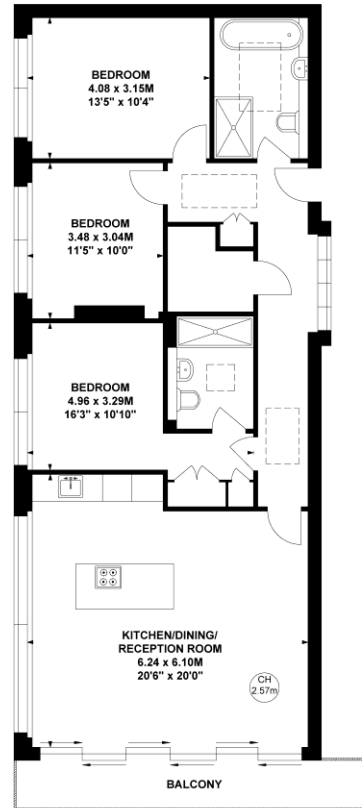 BEDROOM
4.08 x 3.15M
13'5" x 10'4"
BEDROOM
3.48 x 3.04M
11'5" x 10'0"
BEDROOM
4.96 x 3.29M
16'3" x 10'10"
KITCHEN/DINING/
RECEPTION ROOM
6.24 x 6.10M
20'6" x 20'0"
CH
2.57m
BALCONY